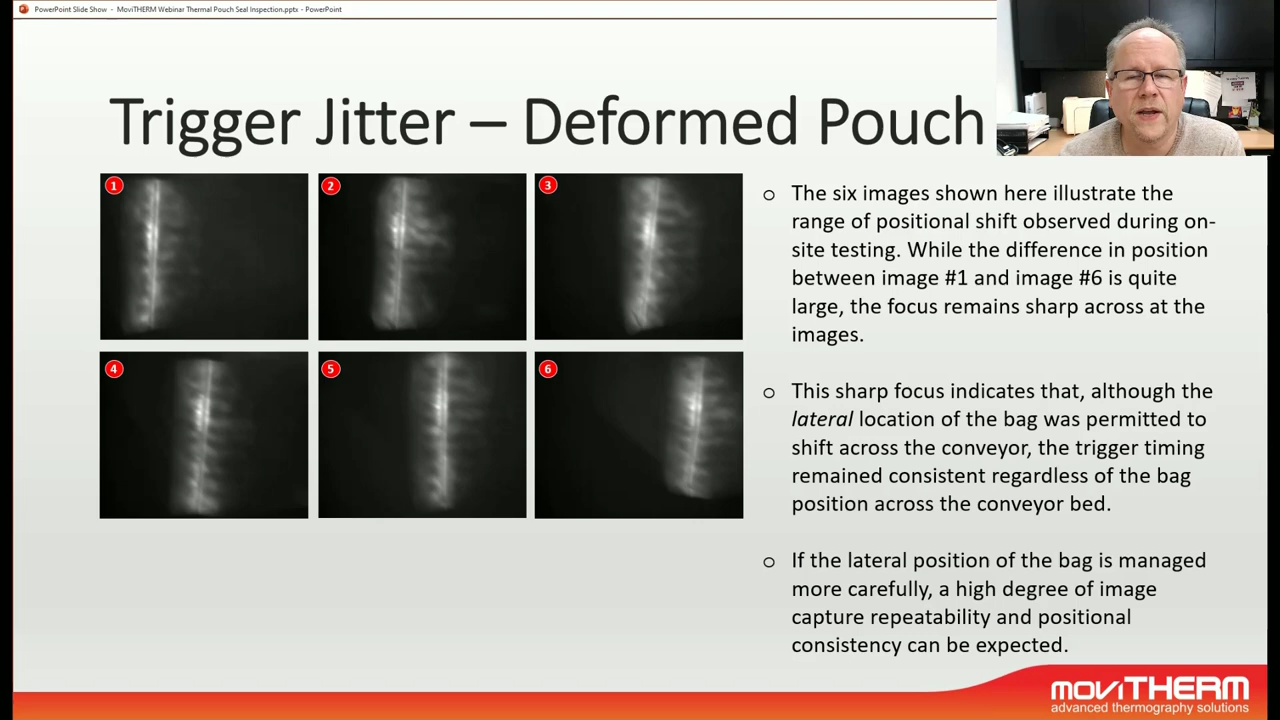 PowerPoint Slide Show - MoviTHERM Webinar Thermal Pouch Seal Inspection.pptx - PowerPoint
Trigger Jitter – Deformed Pouch
1
2
3
4
5
6
o The six images shown here illustrate the
range of positional shift observed during on-
site testing. While the difference in position
between image #1 and image #6 is quite
large, the focus remains sharp across at the
images.
o This sharp focus indicates that, although the
lateral location of the bag was permitted to
shift across the conveyor, the trigger timing
remained consistent regardless of the bag
position across the conveyor bed.
o If the lateral position of the bag is managed
more carefully, a high degree of image
capture repeatability and positional
consistency can be expected.
moviTHERM
advanced thermography solutions